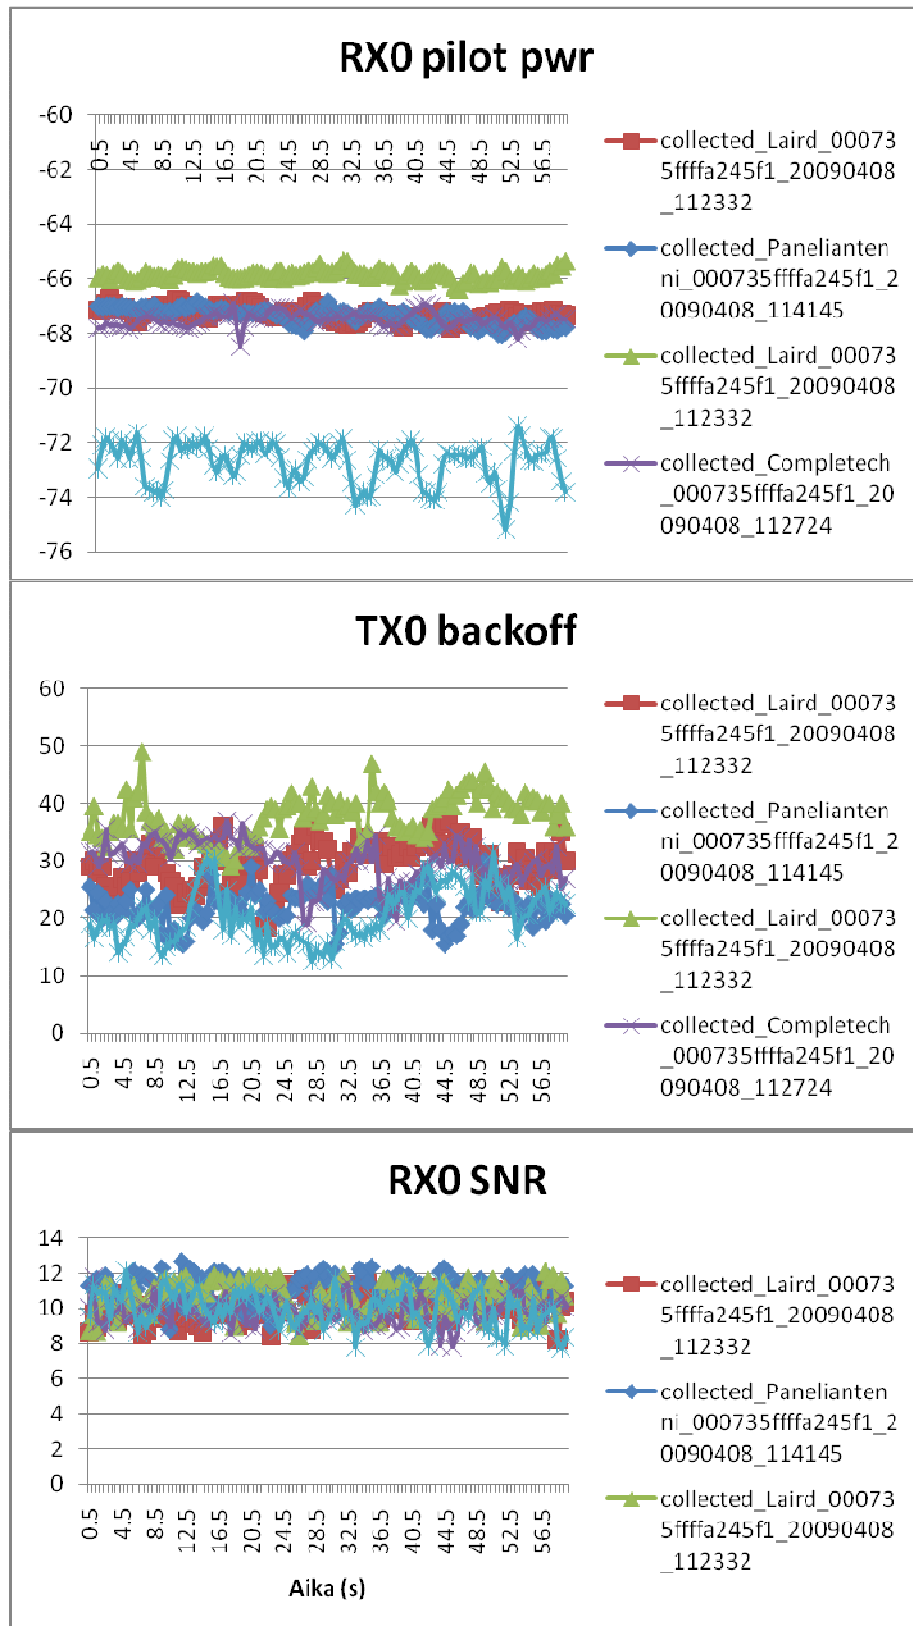 RX0 pilot pwr
-60
-62
-64
-66
-68
-70
-72
-74
-76
0.5 4.5 8.5 12.5 16.5 20.5 24.5 28.5 32.5 36.5 40.5 44.5 48.5 52.5 56.5
collected_Laird_00073
5ffffa245f1_20090408
_112332
collected_Panelianten
ni_000735ffffa245f1_2
0090408_114145
collected_Laird_00073
5ffffa245f1_20090408
_112332
collected_Completech
_000735ffffa245f1_20
090408_112724
TX0 backoff
60
50
40
30
20
10
0
0.5 4.5 8.5 12.5 16.5 20.5 24.5 28.5 32.5 36.5 40.5 44.5 48.5 52.5 56.5
collected_Laird_00073
5ffffa245f1_20090408
_112332
collected_Panelianten
ni_000735ffffa245f1_2
0090408_114145
collected_Laird_00073
5ffffa245f1_20090408
_112332
collected_Completech
_000735ffffa245f1_20
090408_112724
RX0 SNR
14
12
10
8
6
4
2
0
0.5 4.5 8.5 12.5 16.5 20.5 24.5 28.5 32.5 36.5 40.5 44.5 48.5 52.5 56.5
Aika (s)
collected_Laird_00073
5ffffa245f1_20090408
_112332
collected_Panelianten
ni_000735ffffa245f1_2
0090408_114145
collected_Laird_00073
5ffffa245f1_20090408
_112332